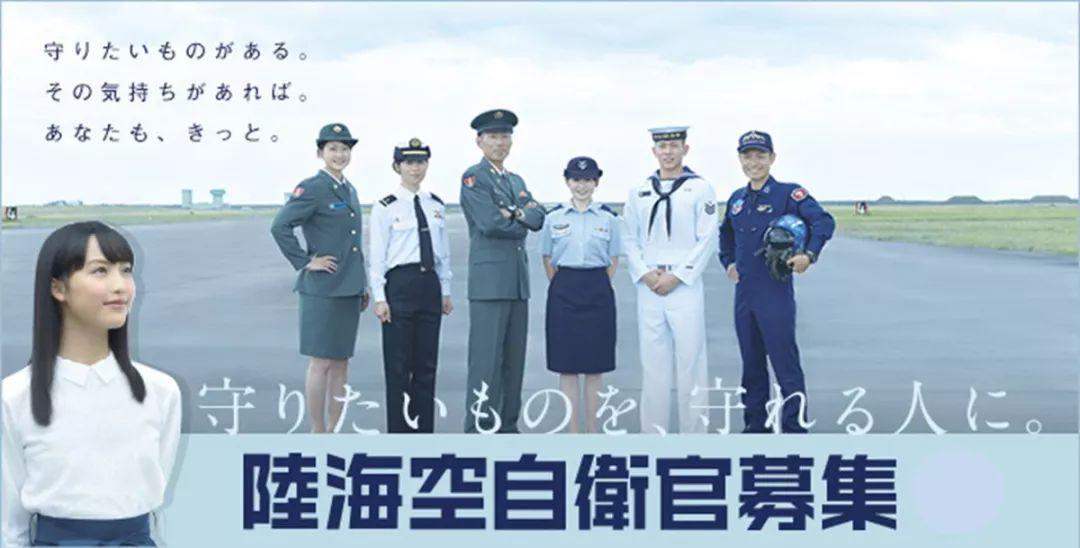 守りたいものがある。
その気持ちがあれば。
あなたも、きっと。
守りたいものを、守れる人に。
陸海空自衛官募集